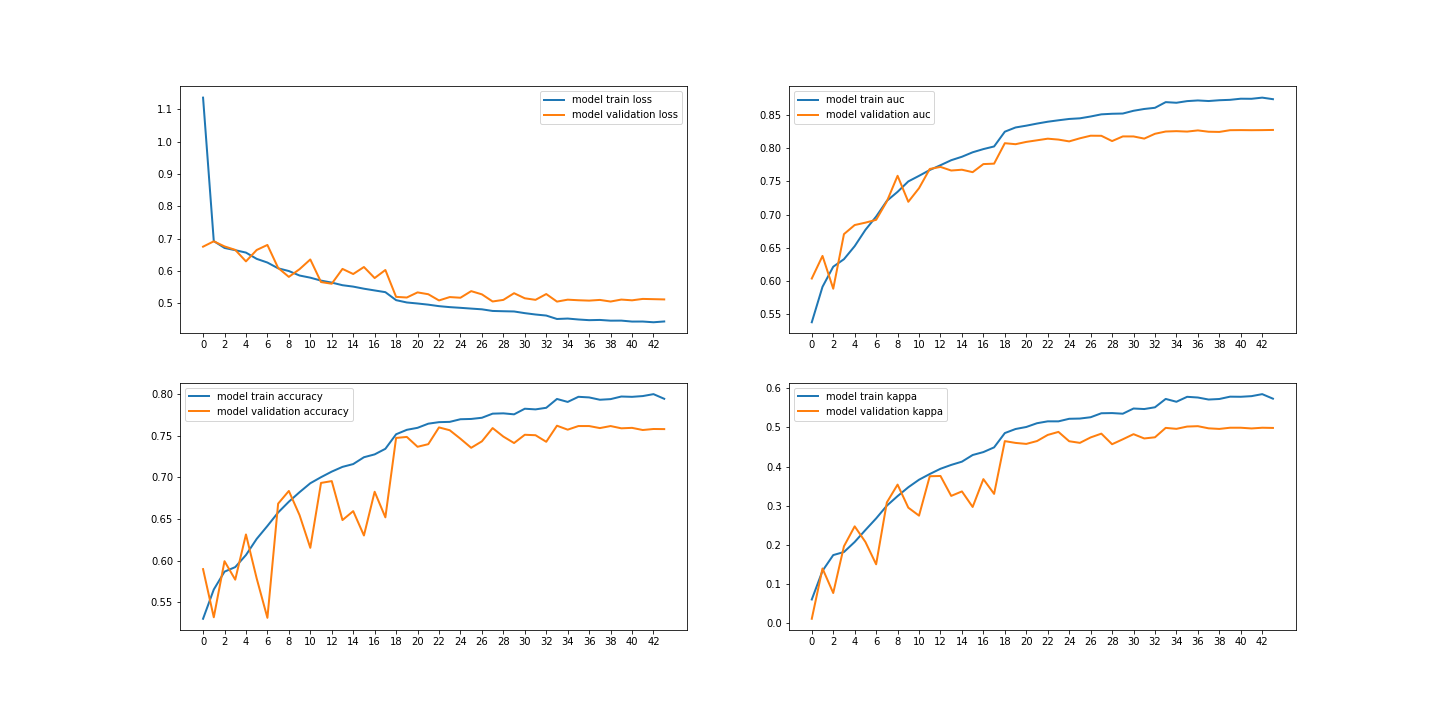 model train loss
model validation loss
1.1
1.0
0.9
0.8
0.7
0.6
0.5
0 2 4 6 8 10 12 14 16 18 20 22 24 26 28 30 32 34 36 38 40 42
model train auc
model validation auc
0.85
0.80
0.75
0.70
0.65
0.60
0.55
0 2 4 6 8 10 12 14 16 18 20 22 24 26 28 30 32 34 36 38 40 42
model train accuracy
model validation accuracy
0.80
0.75
0.70
0.65
0.60
0.55
0 2 4 6 8 10 12 14 16 18 20 22 24 26 28 30 32 34 36 38 40 42
model train kappa
model validation kappa
0.6
0.5
0.4
0.3
0.2
0.1
0.0
0 2 4 6 8 10 12 14 16 18 20 22 24 26 28 30 32 34 36 38 40 42